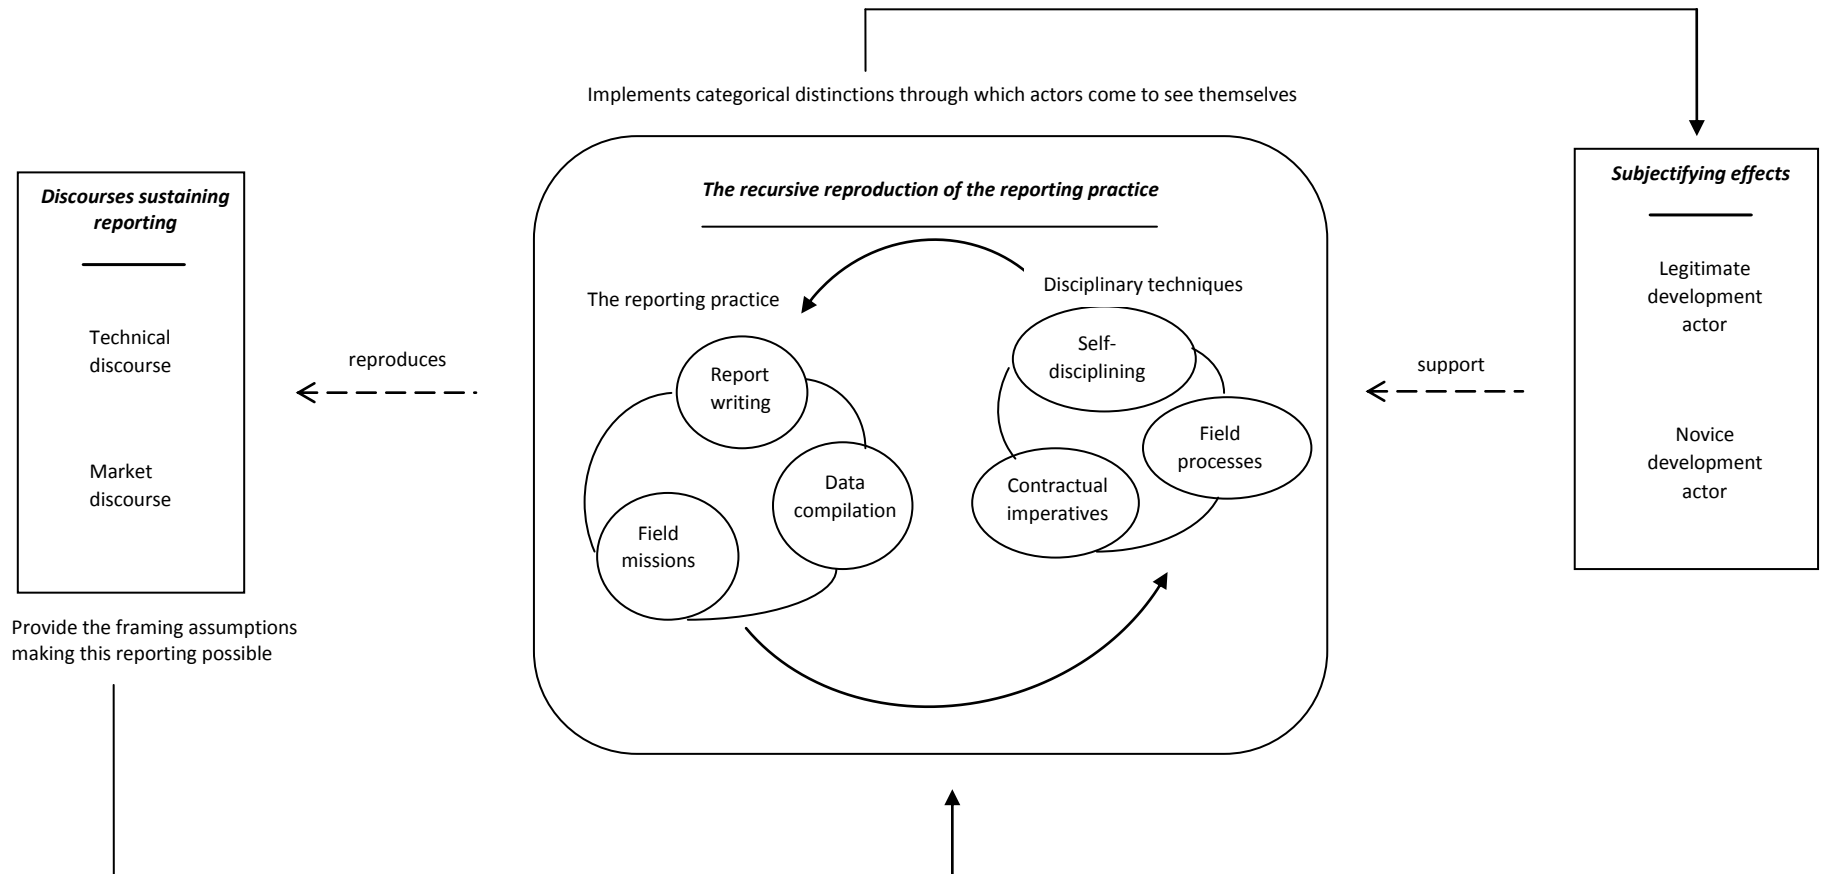 Implements categorical distinctions through which actors come to see themselves
Discourses sustaining
reporting
Technical
discourse
Market
discourse
Provide the framing assumptions
making this reporting possible
reproduces
The recursive reproduction of the reporting practice
The reporting practice
Report
writing
Data
compilation
Field
missions
Disciplinary techniques
Self-
disciplining
Field
processes
Contractual
imperatives
support
Subjectifying effects
Legitimate
development
actor
Novice
development
actor